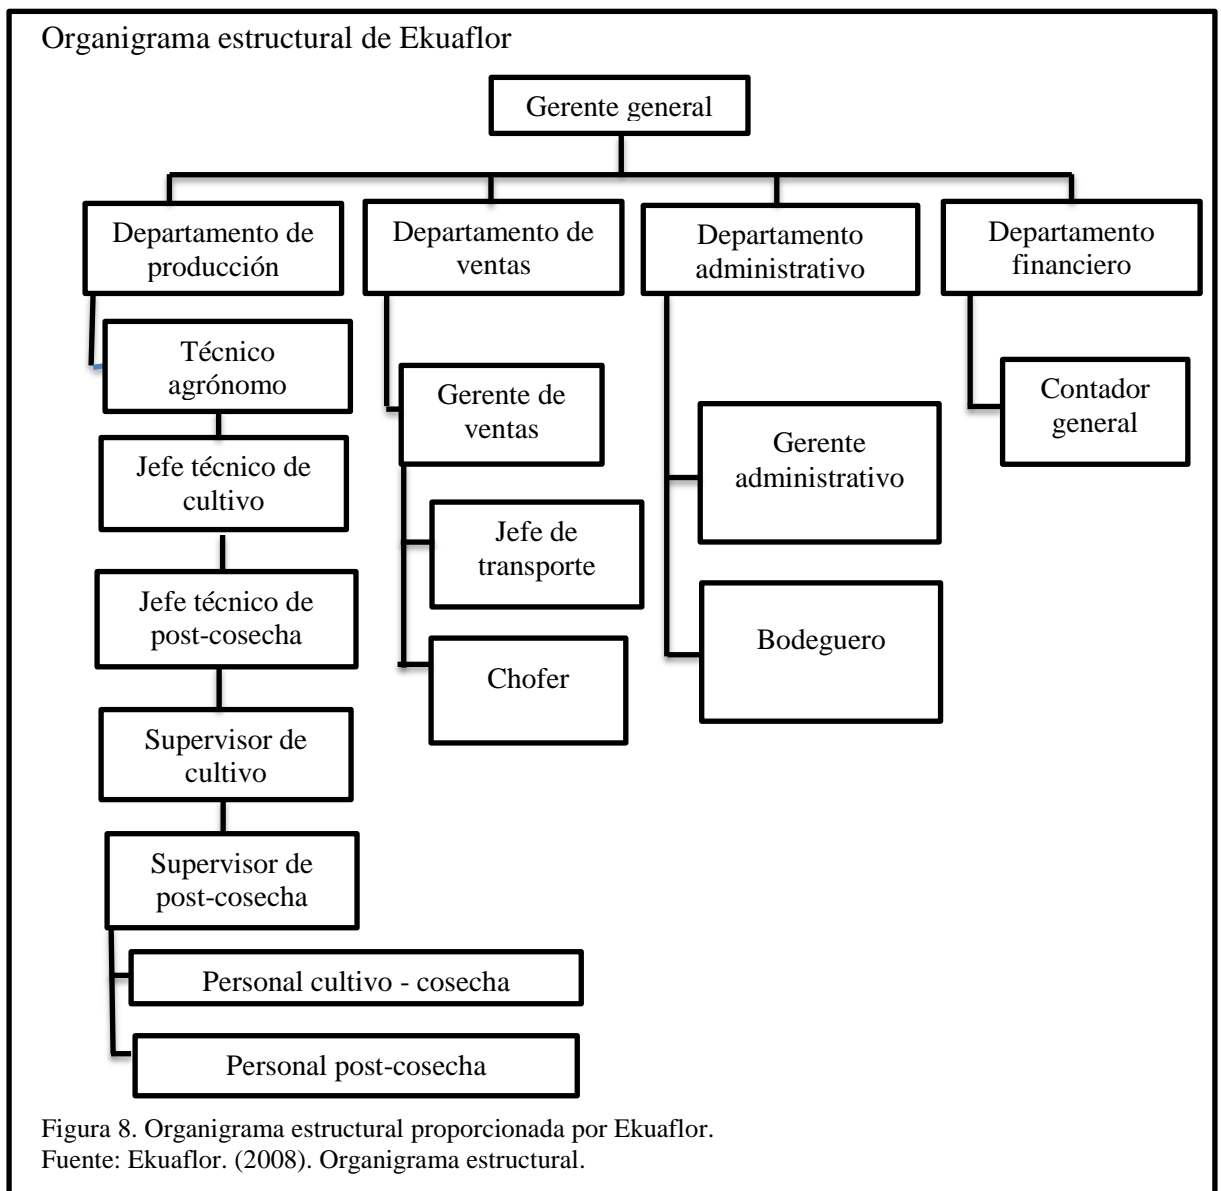 Organigrama estructural de Ekuaflor
Gerente general
Departamento de
producción
Departamento de
ventas
Departamento
administrativo
Departamento
financiero
Técnico
agrónomo
Jefe técnico de
cultivo
Jefe técnico de
post-cosecha
Supervisor de
cultivo
Supervisor de
post-cosecha
Personal cultivo - cosecha
Personal post-cosecha
Gerente de
ventas
Jefe de
transporte
Chofer
Gerente
administrativo
Bodeguero
Contador
general
Figura 8. Organigrama estructural proporcionada por Ekuaflor.
Fuente: Ekuaflor. (2008). Organigrama estructural.